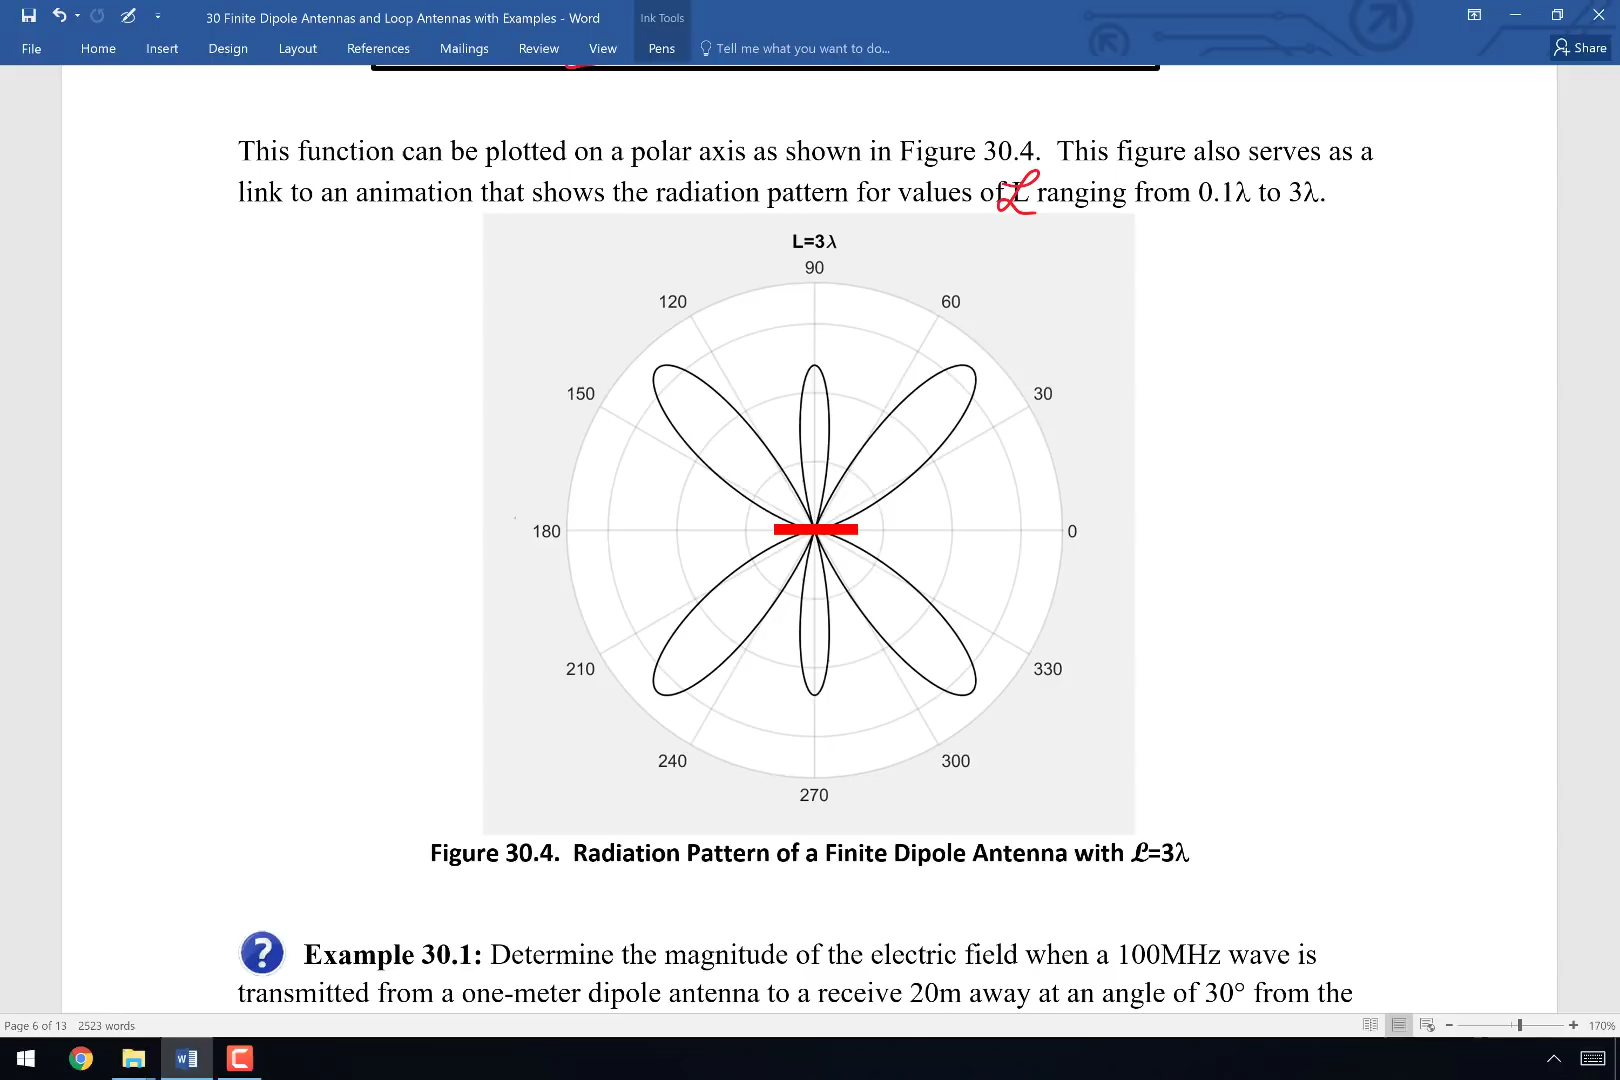 30 Finite Dipole Antennas and Loop Antennas with Examples - Word
Ink Tools
File Home Insert Design Layout References Mailings Review View Pens Tell me what you want to do... Share
This function can be plotted on a polar axis as shown in Figure 30.4. This figure also serves as a
link to an animation that shows the radiation pattern for values of ℒ ranging from 0.1λ to 3λ.
L=3λ
90
120 60
150 30
180 0
210 330
240 300
270
Figure 30.4. Radiation Pattern of a Finite Dipole Antenna with ℒ=3λ
? Example 30.1: Determine the magnitude of the electric field when a 100MHz wave is
transmitted from a one-meter dipole antenna to a receive 20m away at an angle of 30° from the
Page 6 of 13 2523 words 170%